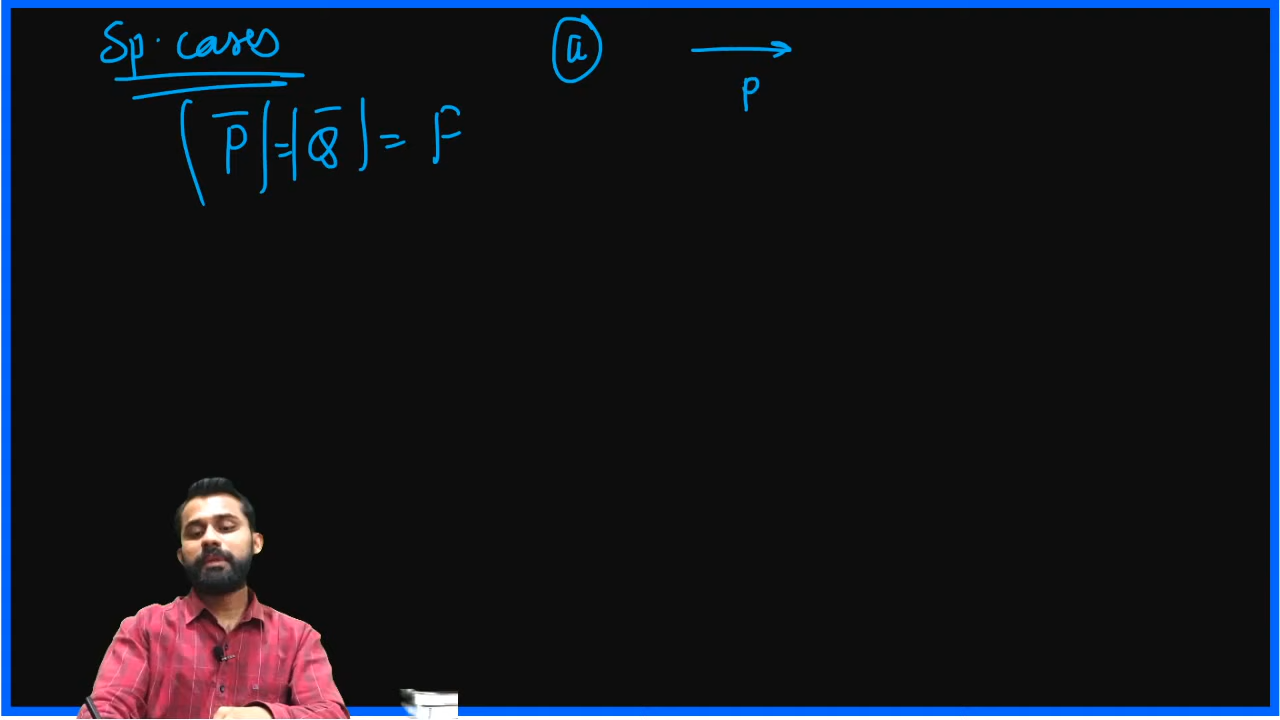 Sp. cases
|P̅| = |Q̅| = F
a
P